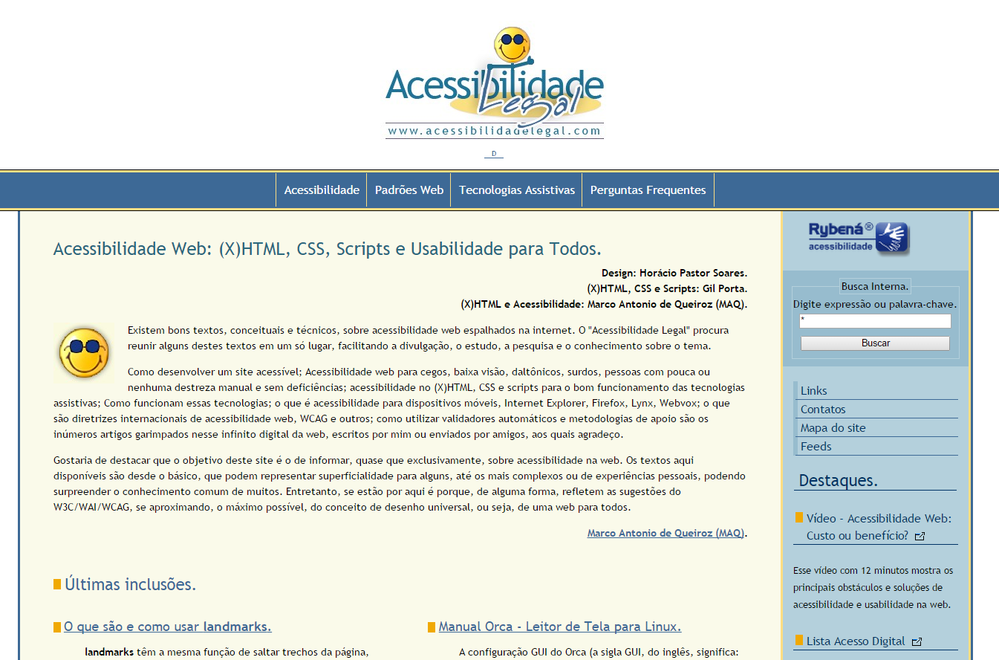 Acessibilidade
Legal
www.acessibilidadelegal.com
D
Acessibilidade
Padrões Web
Tecnologias Assistivas
Perguntas Frequentes
Acessibilidade Web: (X)HTML, CSS, Scripts e Usabilidade para Todos.
Design: Horácio Pastor Soares.
(X)HTML, CSS e Scripts: Gil Porta.
(X)HTML e Acessibilidade: Marco Antonio de Queiroz (MAQ).
Existem bons textos, conceituais e técnicos, sobre acessibilidade web espalhados na internet. O "Acessibilidade Legal" procura
reunir alguns destes textos em um só lugar, facilitando a divulgação, o estudo, a pesquisa e o conhecimento sobre o tema.
Como desenvolver um site acessível; Acessibilidade web para cegos, baixa visão, daltônicos, surdos, pessoas com pouca ou
nenhuma destreza manual e sem deficiências; acessibilidade no (X)HTML, CSS e scripts para o bom funcionamento das tecnologias
assistivas; Como funcionam essas tecnologias; o que é acessibilidade para dispositivos móveis, Internet Explorer, Firefox, Lynx, Webvox; o que
são diretrizes internacionais de acessibilidade web, WCAG e outros; como utilizar validadores automáticos e metodologias de apoio são os
inúmeros artigos garimpados nesse infinito digital da web, escritos por mim ou enviados por amigos, aos quais agradeço.
Gostaria de destacar que o objetivo deste site é o de informar, quase que exclusivamente, sobre acessibilidade na web. Os textos aqui
disponíveis são desde o básico, que podem representar superficialidade para alguns, até os mais complexos ou de experiências pessoais, podendo
surpreender o conhecimento comum de muitos. Entretanto, se estão por aqui é porque, de alguma forma, refletem as sugestões do
W3C/WAI/WCAG, se aproximando, o máximo possível, do conceito de desenho universal, ou seja, de uma web para todos.
Marco Antonio de Queiroz (MAQ).
Últimas inclusões.
O que são e como usar landmarks.
landmarks têm a mesma função de saltar trechos da página,
Manual Orca - Leitor de Tela para Linux.
A configuração GUI do Orca (a sigla GUI, do inglês, significa:
Rybená®
acessibilidade
Busca Interna.
Digite expressão ou palavra-chave.
*
Buscar
Links
Contatos
Mapa do site
Feeds
Destaques.
Vídeo - Acessibilidade Web:
Custo ou benefício?
Esse vídeo com 12 minutos mostra os
principais obstáculos e soluções de
acessibilidade e usabilidade na web.
Lista Acesso Digital